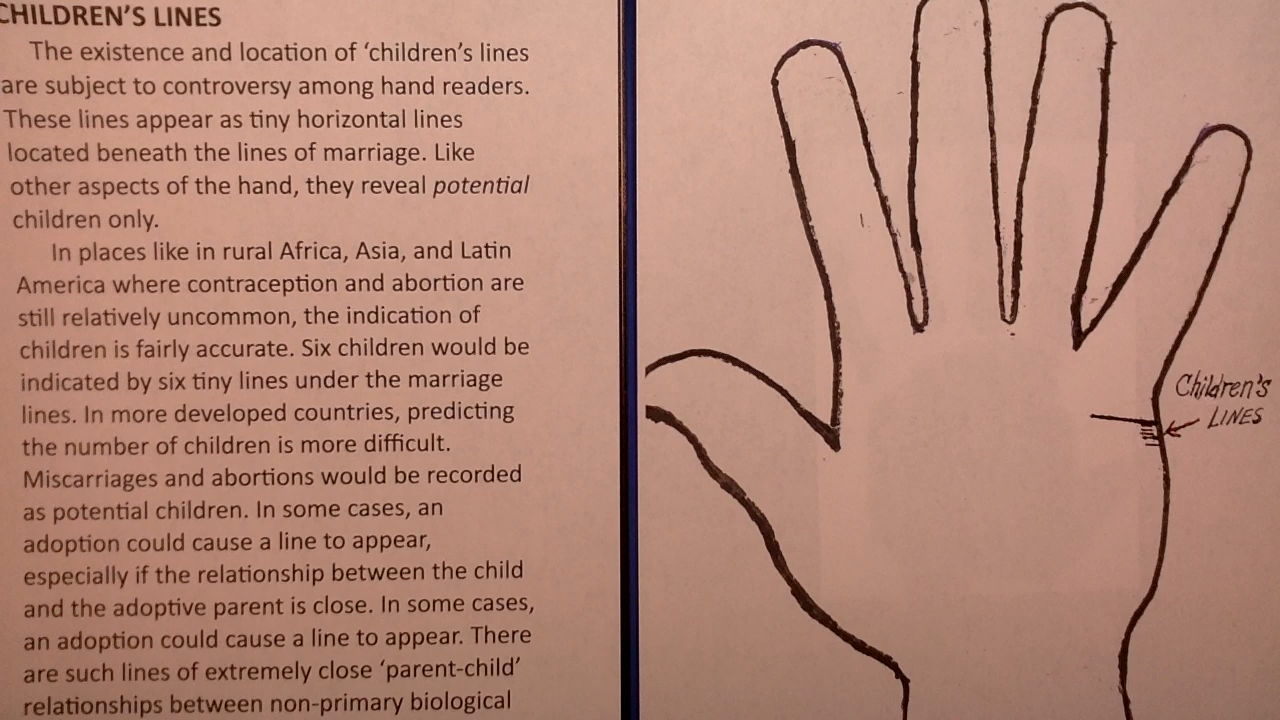 CHILDREN'S LINES
The existence and location of 'children's lines
are subject to controversy among hand readers.
These lines appear as tiny horizontal lines
located beneath the lines of marriage. Like
other aspects of the hand, they reveal potential
children only.
In places like in rural Africa, Asia, and Latin
America where contraception and abortion are
still relatively uncommon, the indication of
children is fairly accurate. Six children would be
indicated by six tiny lines under the marriage
lines. In more developed countries, predicting
the number of children is more difficult.
Miscarriages and abortions would be recorded
as potential children. In some cases, an
adoption could cause a line to appear,
especially if the relationship between the child
and the adoptive parent is close. In some cases,
an adoption could cause a line to appear. There
are such lines of extremely close 'parent-child'
relationships between non-primary biological
Children's
LINES